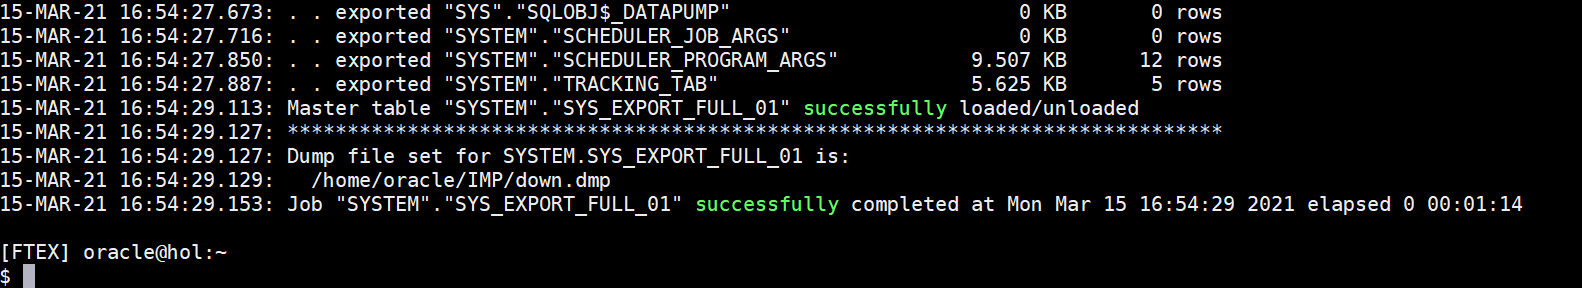 15-MAR-21 16:54:27.673: . . exported "SYS"."SQLOBJ$_DATAPUMP" 0 KB 0 rows
15-MAR-21 16:54:27.716: . . exported "SYSTEM"."SCHEDULER_JOB_ARGS" 0 KB 0 rows
15-MAR-21 16:54:27.850: . . exported "SYSTEM"."SCHEDULER_PROGRAM_ARGS" 9.507 KB 12 rows
15-MAR-21 16:54:27.887: . . exported "SYSTEM"."TRACKING_TAB" 5.625 KB 5 rows
15-MAR-21 16:54:29.113: Master table "SYSTEM"."SYS_EXPORT_FULL_01" successfully loaded/unloaded
15-MAR-21 16:54:29.127: ******************************************************************************
15-MAR-21 16:54:29.127: Dump file set for SYSTEM.SYS_EXPORT_FULL_01 is:
15-MAR-21 16:54:29.129:   /home/oracle/IMP/down.dmp
15-MAR-21 16:54:29.153: Job "SYSTEM"."SYS_EXPORT_FULL_01" successfully completed at Mon Mar 15 16:54:29 2021 elapsed 0 00:01:14
[FTEX] oracle@hol:~
$